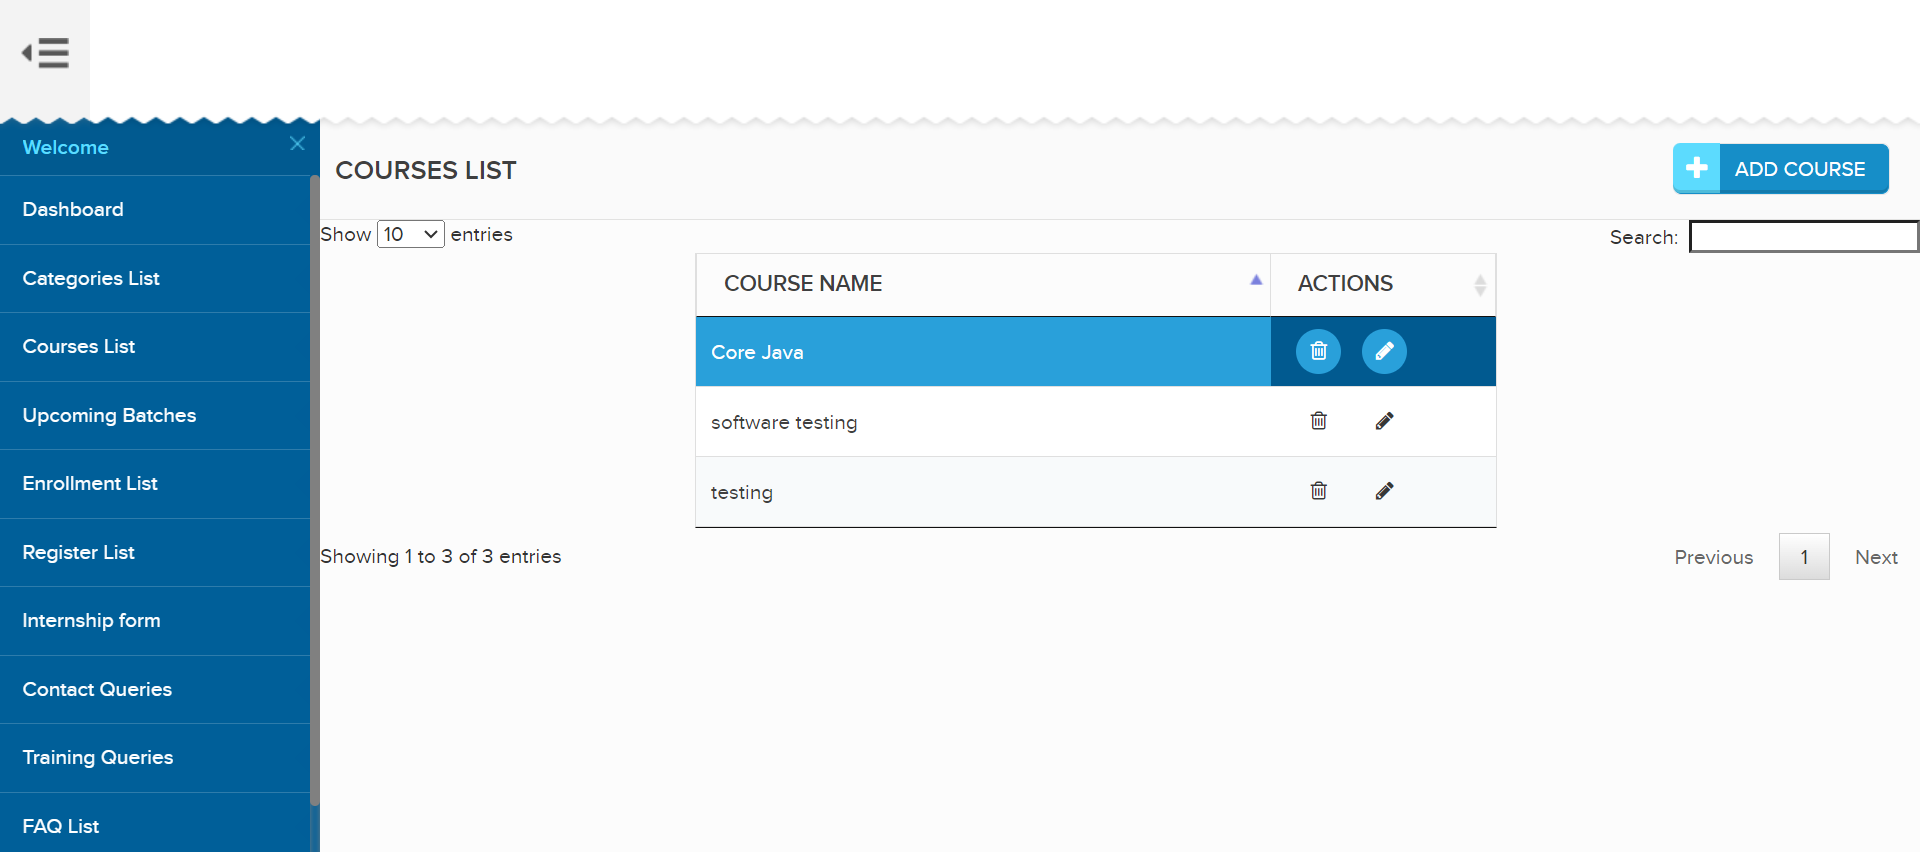 Welcome
Dashboard
Categories List
Courses List
Upcoming Batches
Enrollment List
Register List
Internship form
Contact Queries
Training Queries
FAQ List
COURSES LIST
ADD COURSE
Show 10 entries
Search:
COURSE NAME ACTIONS
Core Java
software testing
testing
Showing 1 to 3 of 3 entries
Previous 1 Next